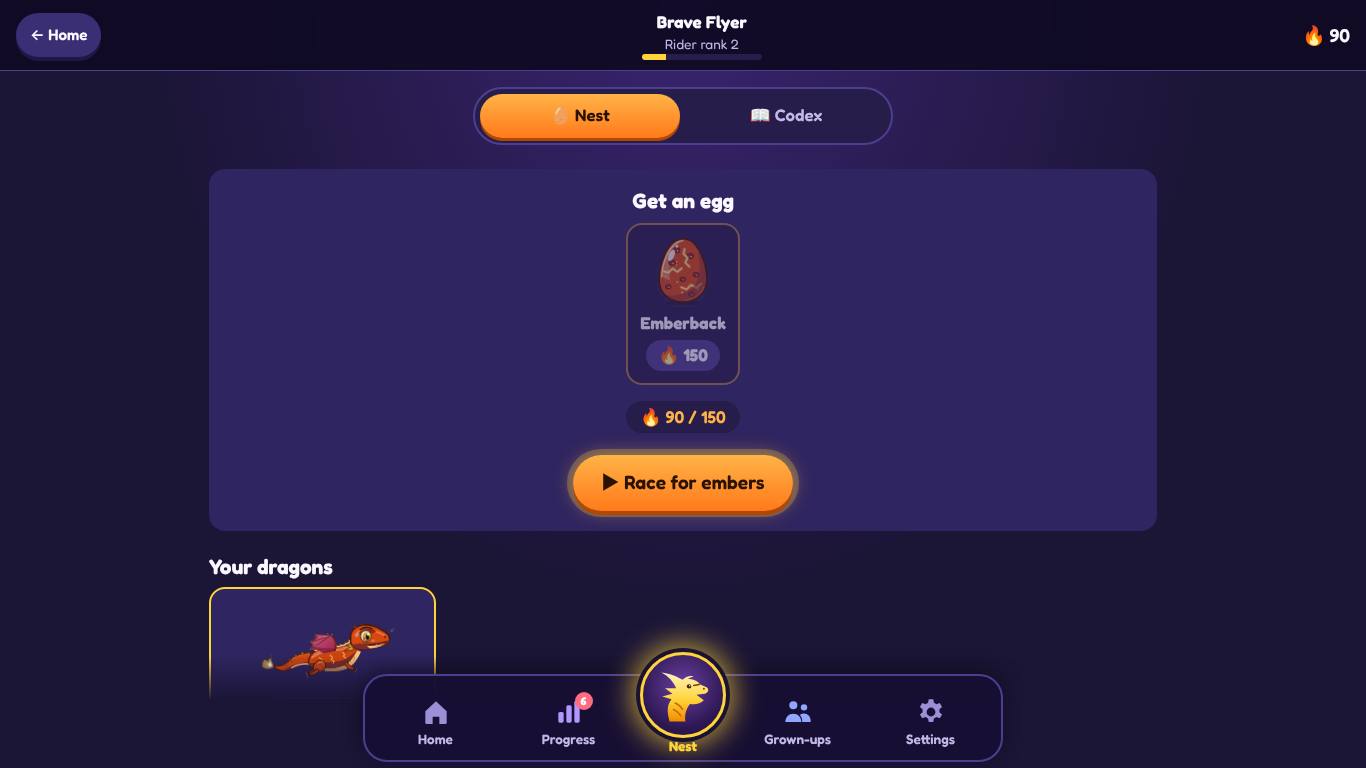 ← Home
Brave Flyer
Rider rank 2
🔥 90
🥚 Nest
📖 Codex
Get an egg
Emberback
🔥 150
🔥 90 / 150
▶ Race for embers
Your dragons
Home
6
Progress
Nest
Grown-ups
Settings